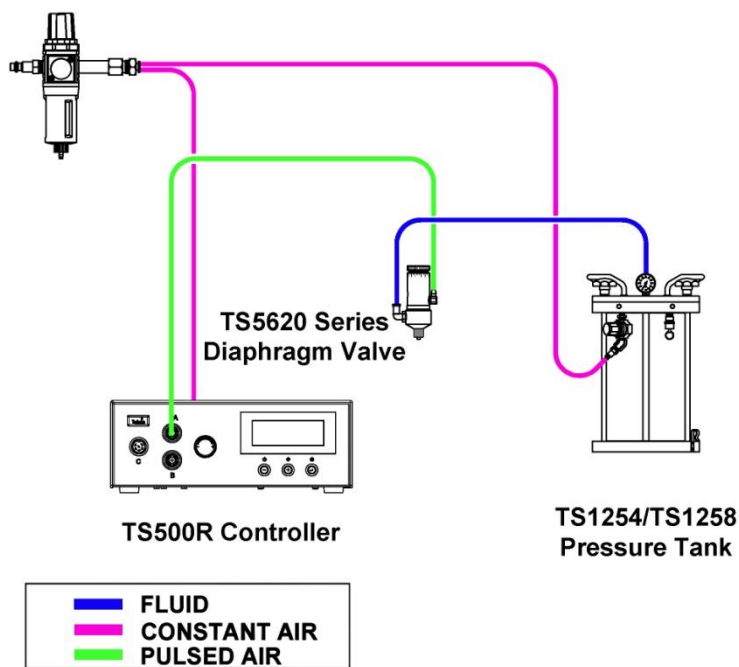 TS5620 Series
Diaphragm Valve
A
C
B
TS500R Controller
TS1254/TS1258
Pressure Tank
FLUID
CONSTANT AIR
PULSED AIR